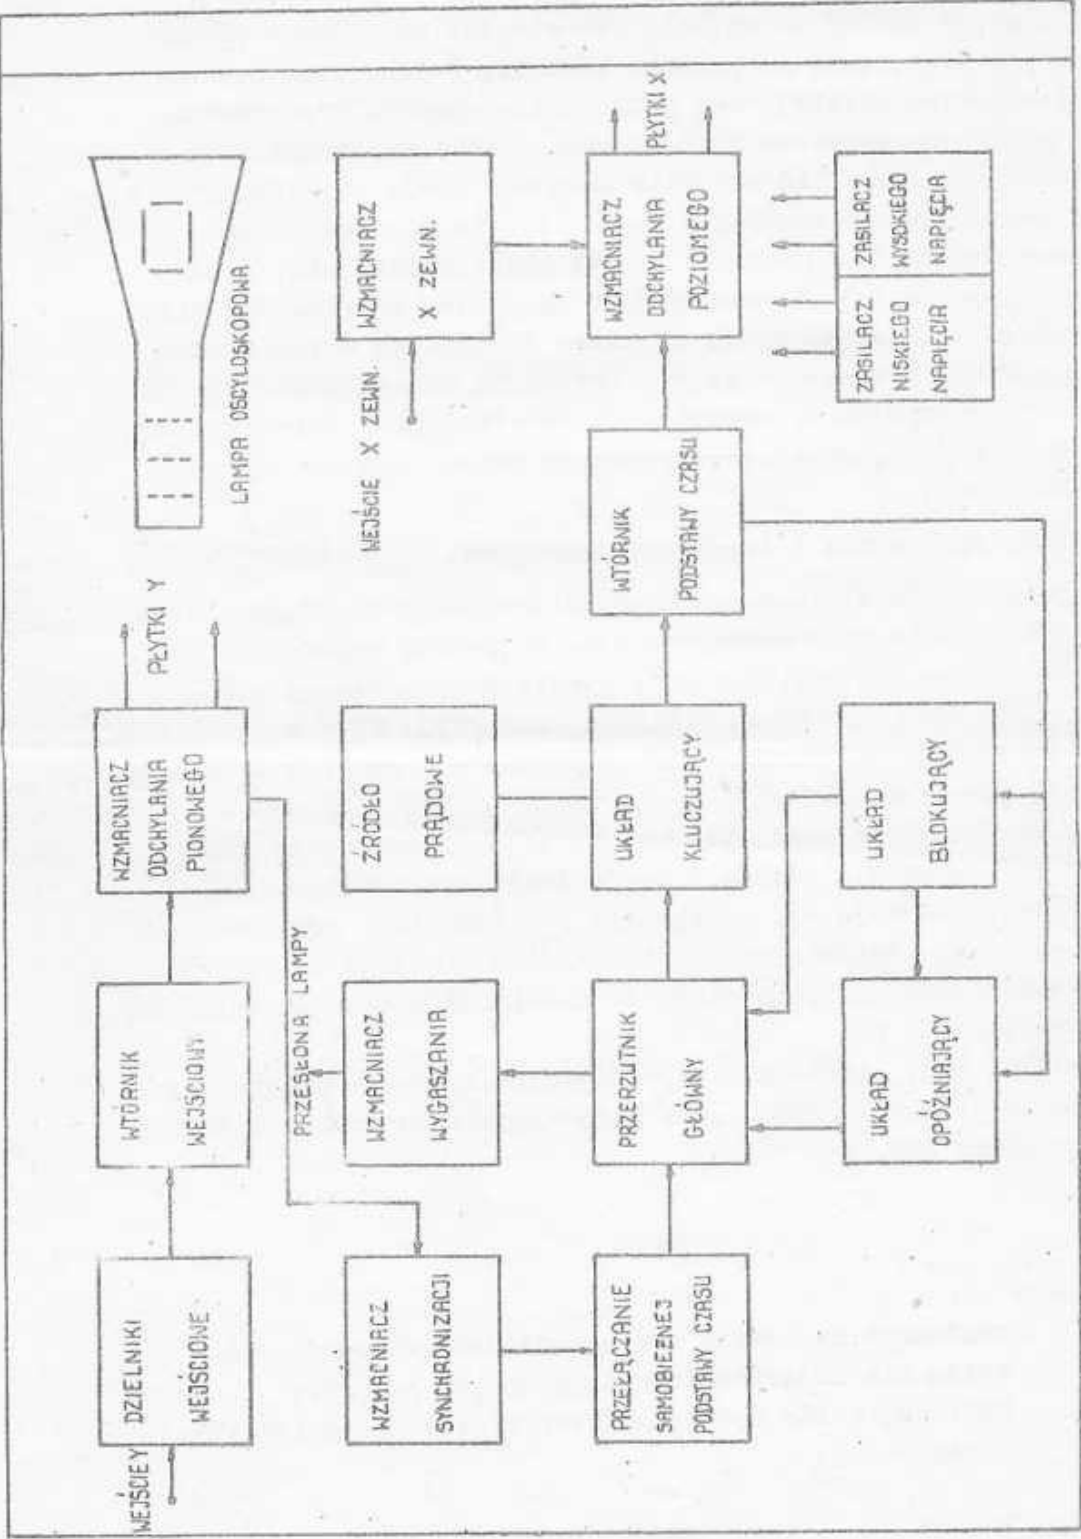 WEJŚCIE Y
DZIELNIKI
WEJŚCIOWE
WTÓRNIK
WEJŚCIOWY
WZMACNIACZ
ODCHYLANIA
PIONOWEGO
PŁYTKI Y
LAMPA OSCYLOSKOPOWA
PRZESŁONA LAMPY
WZMACNIACZ
SYNCHRONIZACJI
WZMACNIACZ
WYGASZANIA
ŹRÓDŁO
PRĄDOWE
WEJŚCIE X ZEWN.
WZMACNIACZ
X ZEWN.
PRZEŁĄCZANIE
SAMOBIEŻNEJ
PODSTAWY CZASU
PRZERZUTNIK
GŁÓWNY
UKŁAD
KLUCZUJĄCY
WTÓRNIK
PODSTAWY CZASU
WZMACNIACZ
ODCHYLANIA
POZIOMEGO
PŁYTKI X
UKŁAD
OPÓŹNIAJĄCY
UKŁAD
BLOKUJĄCY
ZASILACZ
NISKIEGO
NAPIĘCIA
ZASILACZ
WYSOKIEGO
NAPIĘCIA